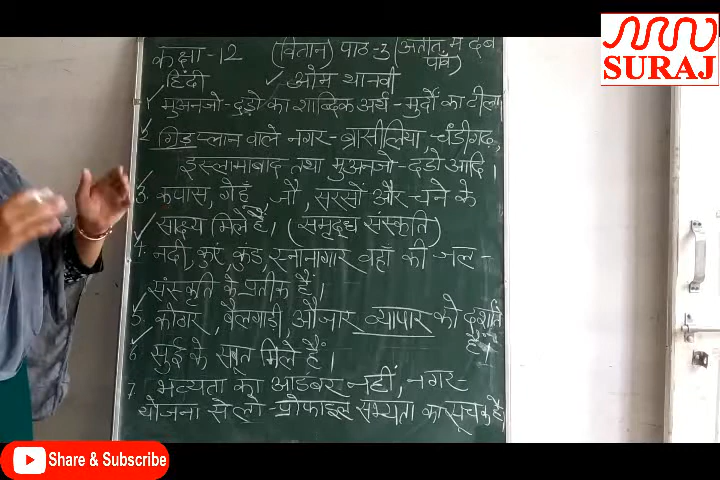 कक्षा-12 (वितान) पाठ-3 (अतीत में दबे पाँव)
हिंदी ✓ ओम थानवी
1. मुअनजो-दड़ो का शाब्दिक अर्थ - मुर्दों का टीला
2. ग्रिड प्लान वाले नगर - ब्रासीलिया, चंडीगढ़,
इस्लामाबाद तथा मुअनजो-दड़ो आदि।
3. कपास, गेहूं, जौ, सरसों और चने के
साक्ष्य मिले हैं, (समृद्ध संस्कृति)
4. नदी, कुएं, कुंड, स्नानागार वहाँ की जल-
संस्कृति के प्रतीक हैं।
5. कीगर, बैलगाड़ी, औजार, व्यापार को दर्शाते हैं।
6. सुई के सबूत मिले हैं।
7. भव्यता का आडंबर नहीं, नगर
योजना से लो-प्रोफाइल सभ्यता का सूचक है।
SURAJ
Share & Subscribe